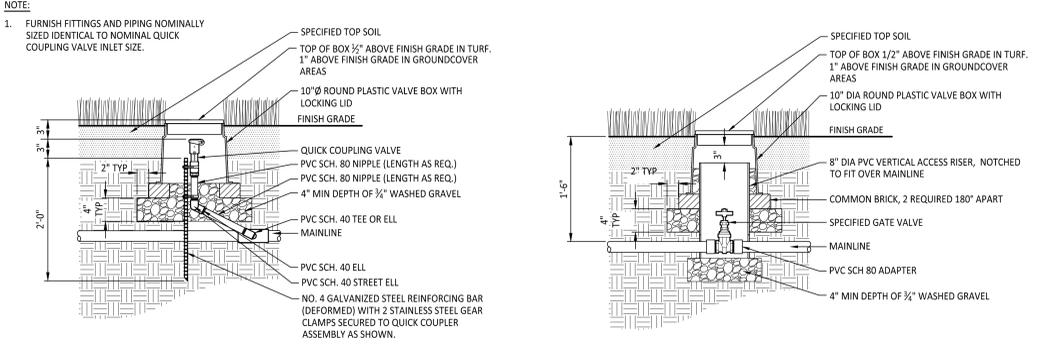 NOTE:
1. FURNISH FITTINGS AND PIPING NOMINALLY
SIZED IDENTICAL TO NOMINAL QUICK
COUPLING VALVE INLET SIZE.
SPECIFIED TOP SOIL
TOP OF BOX ½" ABOVE FINISH GRADE IN TURF.
1" ABOVE FINISH GRADE IN GROUNDCOVER
AREAS
10"Ø ROUND PLASTIC VALVE BOX WITH
LOCKING LID
FINISH GRADE
QUICK COUPLING VALVE
PVC SCH. 80 NIPPLE (LENGTH AS REQ.)
PVC SCH. 80 NIPPLE (LENGTH AS REQ.)
4" MIN DEPTH OF ¾" WASHED GRAVEL
PVC SCH. 40 TEE OR ELL
MAINLINE
PVC SCH. 40 ELL
PVC SCH. 40 STREET ELL
NO. 4 GALVANIZED STEEL REINFORCING BAR
(DEFORMED) WITH 2 STAINLESS STEEL GEAR
CLAMPS SECURED TO QUICK COUPLER
ASSEMBLY AS SHOWN.
3"
3"
2'-0"
2" TYP
4"
TYP
SPECIFIED TOP SOIL
TOP OF BOX 1/2" ABOVE FINISH GRADE IN TURF.
1" ABOVE FINISH GRADE IN GROUNDCOVER
AREAS
10" DIA ROUND PLASTIC VALVE BOX WITH
LOCKING LID
FINISH GRADE
8" DIA PVC VERTICAL ACCESS RISER, NOTCHED
TO FIT OVER MAINLINE
COMMON BRICK, 2 REQUIRED 180° APART
SPECIFIED GATE VALVE
MAINLINE
PVC SCH 80 ADAPTER
4" MIN DEPTH OF ¾" WASHED GRAVEL
3"
1'-6"
2" TYP
4"
TYP